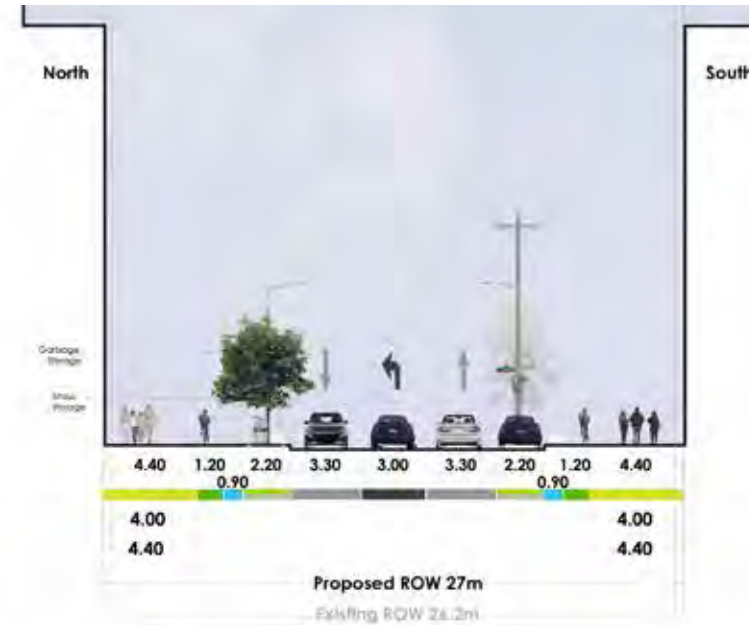 North
South
Garbage
Storage
Snow
Storage
4.40 1.20 2.20 3.30 3.00 3.30 2.20 1.20 4.40
0.90 0.90
4.00 4.00
4.40 4.40
Proposed ROW 27m
Existing ROW 26.2m